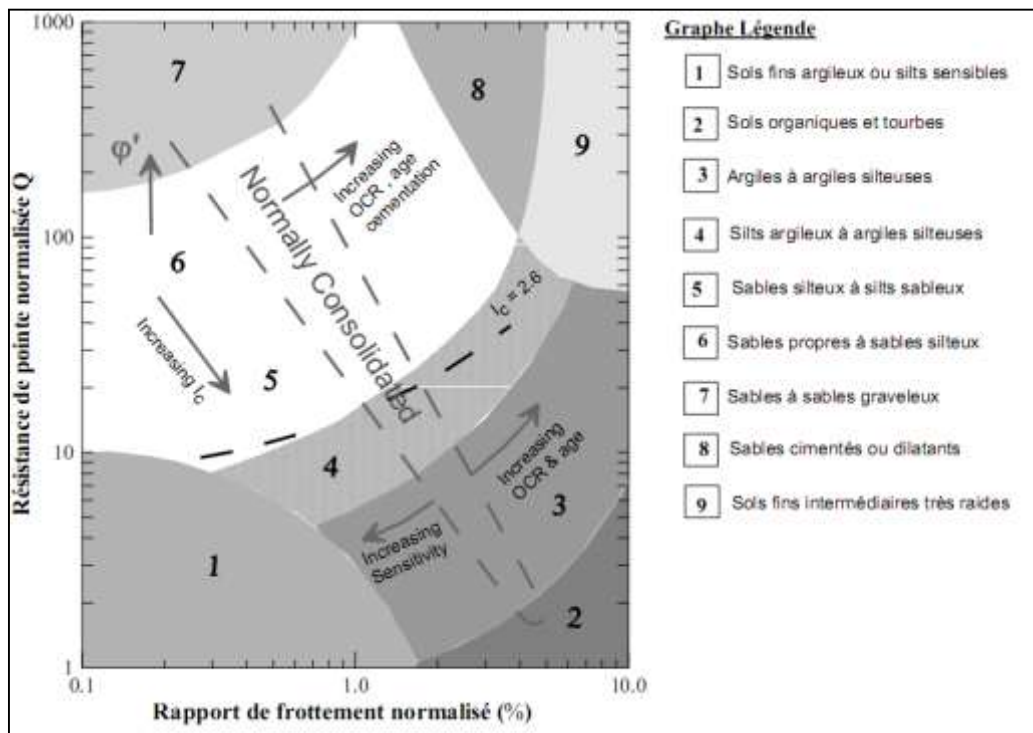 Résistance de pointe normalisée Q
1000
100
10
1
0.1
1.0
10.0
Rapport de frottement normalisé (%)
7
8
9
φ'
6
5
4
3
1
2
Normally Consolidated
Increasing
OCR, age
cementation
Increasing Ic
Ic = 2.6
Increasing
OCR & age
Increasing
Sensitivity
Graphe Légende
1 Sols fins argileux ou silts sensibles
2 Sols organiques et tourbes
3 Argiles à argiles silteuses
4 Silts argileux à argiles silteuses
5 Sables silteux à silts sableux
6 Sables propres à sables silteux
7 Sables à sables graveleux
8 Sables cimentés ou dilatants
9 Sols fins intermédiaires très raides